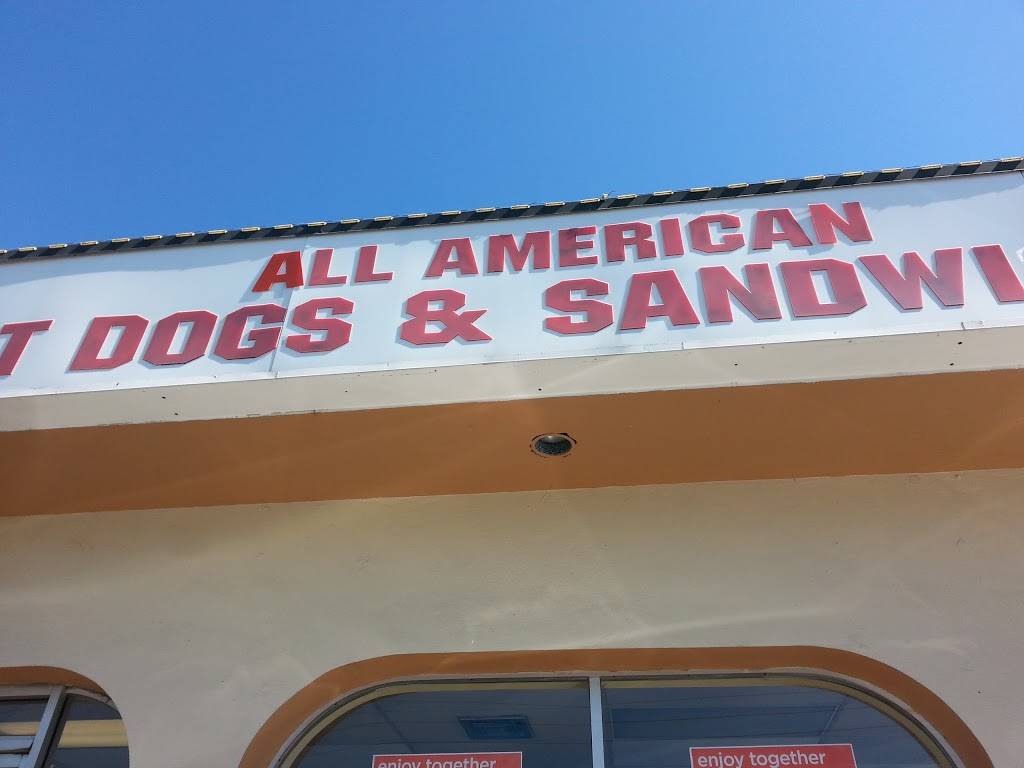 ALL AMERICAN
T DOGS & SANDWI
enjoy together
enjoy together